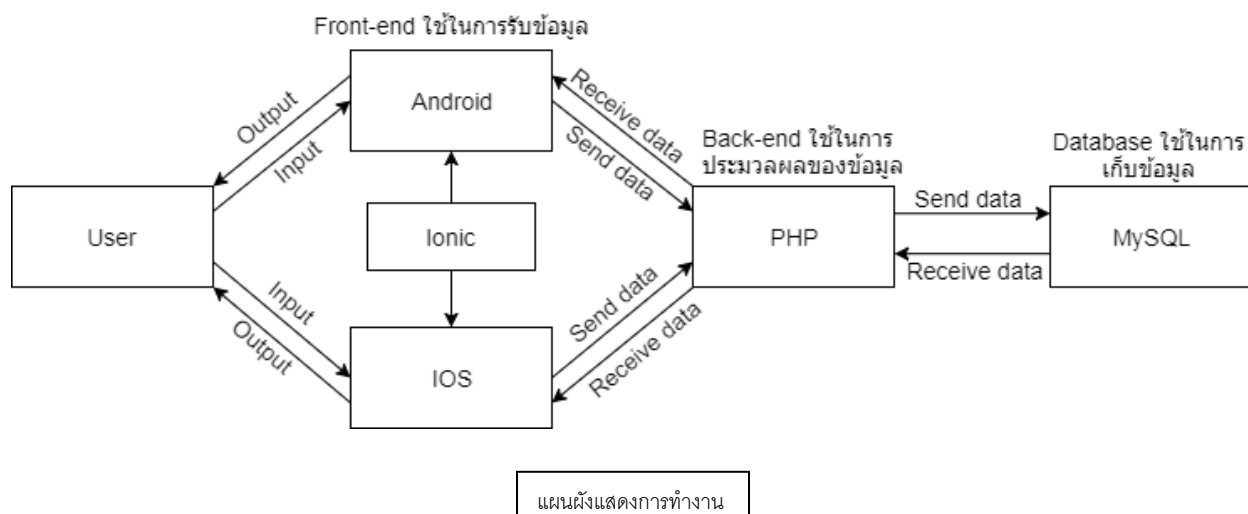 Front-end ใช้ในการรับข้อมูล
Android
Output
Input
Receive data
Send data
Back-end ใช้ในการ
ประมวลผลของข้อมูล
Database ใช้ในการ
เก็บข้อมูล
User
Ionic
PHP
Send data
Receive data
MySQL
Input
Output
IOS
Send data
Receive data
แผนผังแสดงการทำงาน